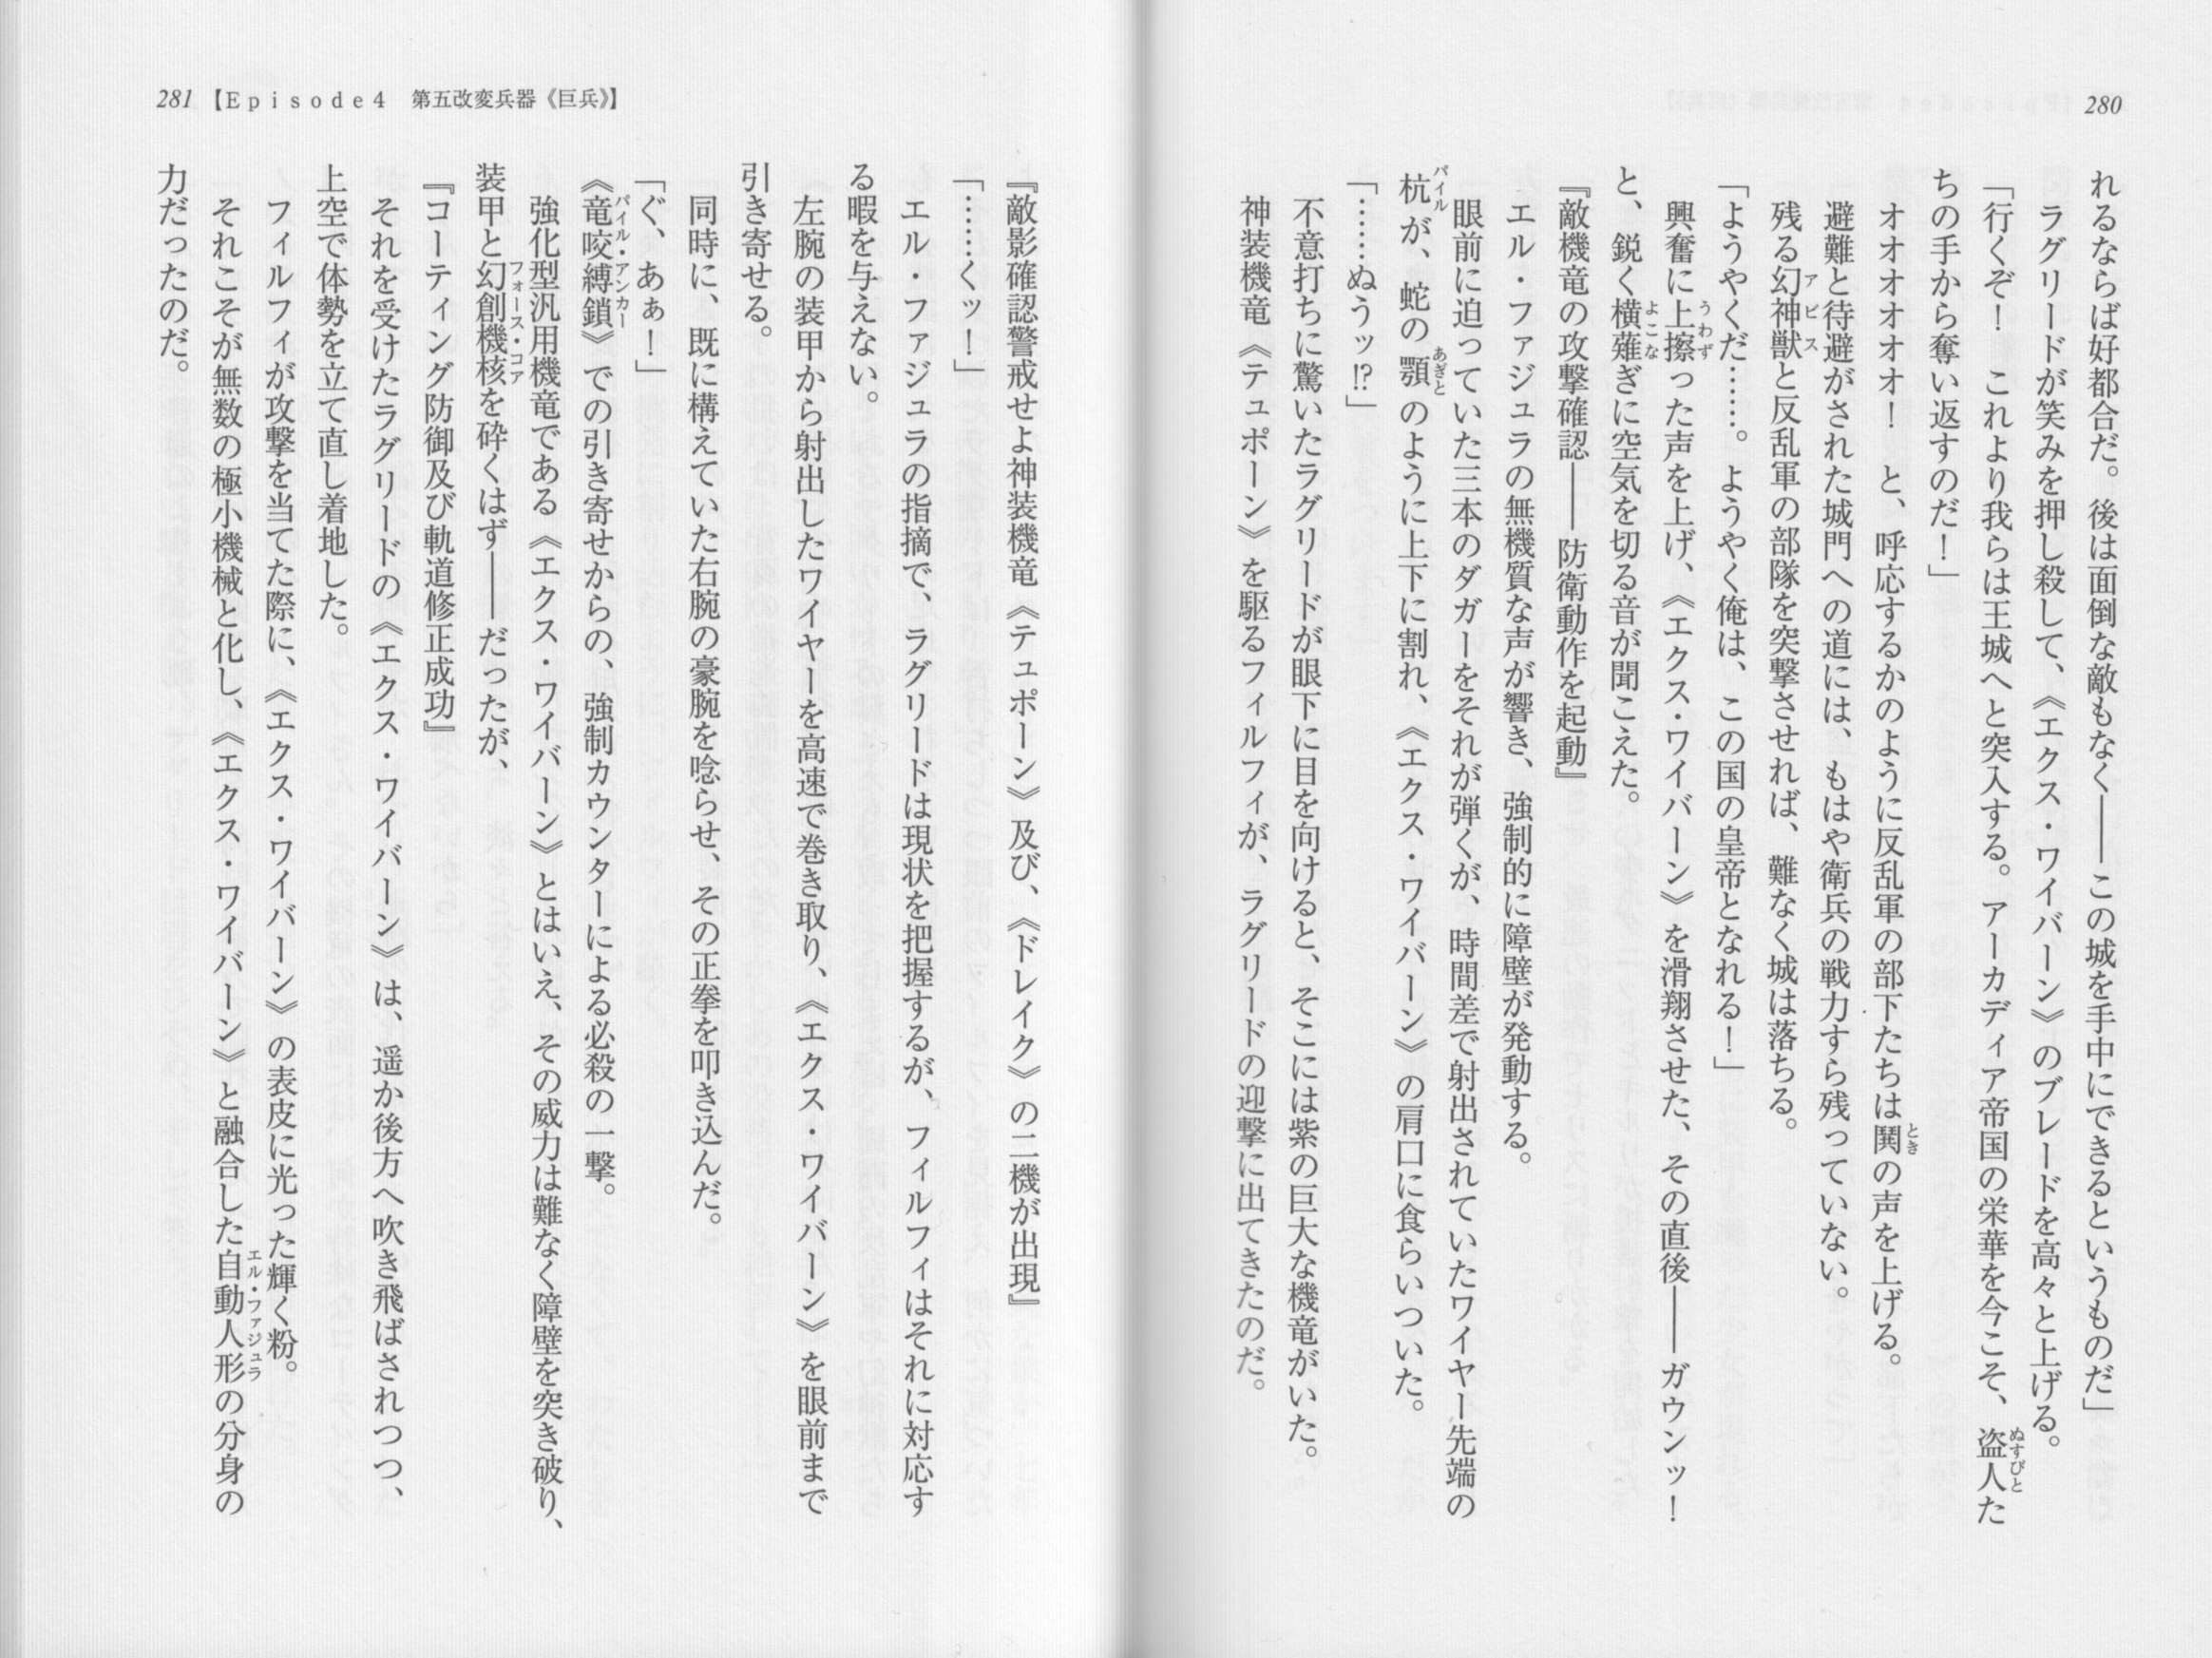 280
れるならば好都合だ。後は面倒な敵もなく――この城を手中にできるというものだ」
　ラグリードが笑みを押し殺して、《エクス・ワイバーン》のブレードを高々と上げる。
「行くぞ！　これより我らは王城へと突入する。アーカディア帝国の栄華を今こそ、盗人（ぬすびと）た
ちの手から奪い返すのだ！」
　オオオオオオ！　と、呼応するかのように反乱軍の部下たちは鬨（とき）の声を上げる。
　避難と待避がされた城門への道には、もはや衛兵の戦力すら残っていない。
　残る幻神獣（アビス）と反乱軍の部隊を突撃させれば、難なく城は落ちる。
「ようやくだ……。ようやく俺は、この国の皇帝となれる！」
　興奮に上擦（うわず）った声を上げ、《エクス・ワイバーン》を滑翔させた、その直後――ガウンッ！
と、鋭く横薙（よこな）ぎに空気を切る音が聞こえた。
『敵機竜の攻撃確認――防衛動作を起動』
　エル・ファジュラの無機質な声が響き、強制的に障壁が発動する。
　眼前に迫っていた三本のダガーをそれが弾くが、時間差で射出されていたワイヤー先端の
杭（パイル）が、蛇の顎（あぎと）のように上下に割れ、《エクス・ワイバーン》の肩口に食らいついた。
「……ぬうッ!?」
　不意打ちに驚いたラグリードが眼下に目を向けると、そこには紫の巨大な機竜がいた。
　神装機竜《テュポーン》を駆るフィルフィが、ラグリードの迎撃に出てきたのだ。
281【Episode4　第五改変兵器《巨兵》】
『敵影確認警戒せよ神装機竜《テュポーン》及び、《ドレイク》の二機が出現』
「……くッ！」
　エル・ファジュラの指摘で、ラグリードは現状を把握するが、フィルフィはそれに対応す
る暇を与えない。
　左腕の装甲から射出したワイヤーを高速で巻き取り、《エクス・ワイバーン》を眼前まで
引き寄せる。
　同時に、既に構えていた右腕の豪腕を唸らせ、その正拳を叩き込んだ。
「ぐ、あぁ！」
《竜咬縛鎖（パイル・アンカー）》での引き寄せからの、強制カウンターによる必殺の一撃。
　強化型汎用機竜である《エクス・ワイバーン》とはいえ、その威力は難なく障壁を突き破り、
装甲と幻創機核（フォース・コア）を砕くはず――だったが、
『コーティング防御及び軌道修正成功』
　それを受けたラグリードの《エクス・ワイバーン》は、遥か後方へ吹き飛ばされつつ、
上空で体勢を立て直し着地した。
　フィルフィが攻撃を当てた際に、《エクス・ワイバーン》の表皮に光った輝く粉。
　それこそが無数の極小機械と化し、《エクス・ワイバーン》と融合した自動人形（エル・ファジュラ）の分身の
力だったのだ。